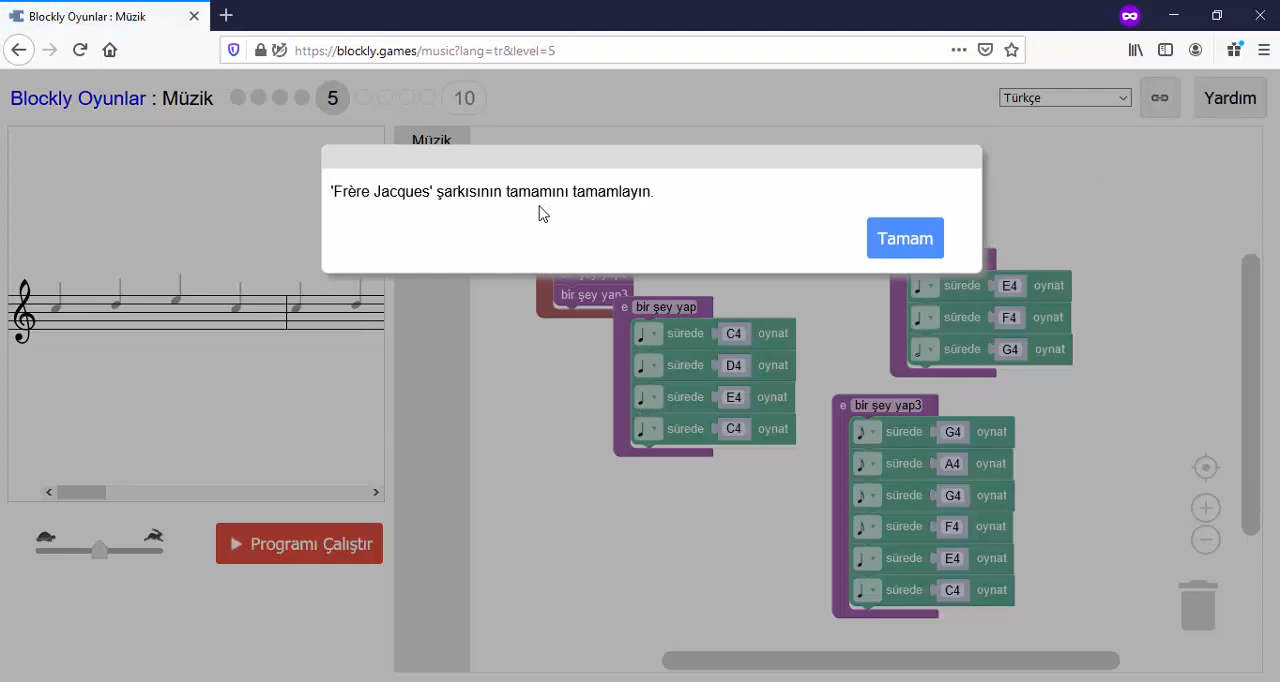 Blockly Oyunlar : Müzik
https://blockly.games/music?lang=tr&level=5
Blockly Oyunlar : Müzik 5 10 Türkçe Yardım
Müzik
'Frère Jacques' şarkısının tamamını tamamlayın.
Tamam
bir şey yap3
e bir şey yap
sürede C4 oynat
sürede D4 oynat
sürede E4 oynat
sürede C4 oynat
sürede E4 oynat
sürede F4 oynat
sürede G4 oynat
e bir şey yap3
sürede G4 oynat
sürede A4 oynat
sürede G4 oynat
sürede F4 oynat
sürede E4 oynat
sürede C4 oynat
Programı Çalıştır